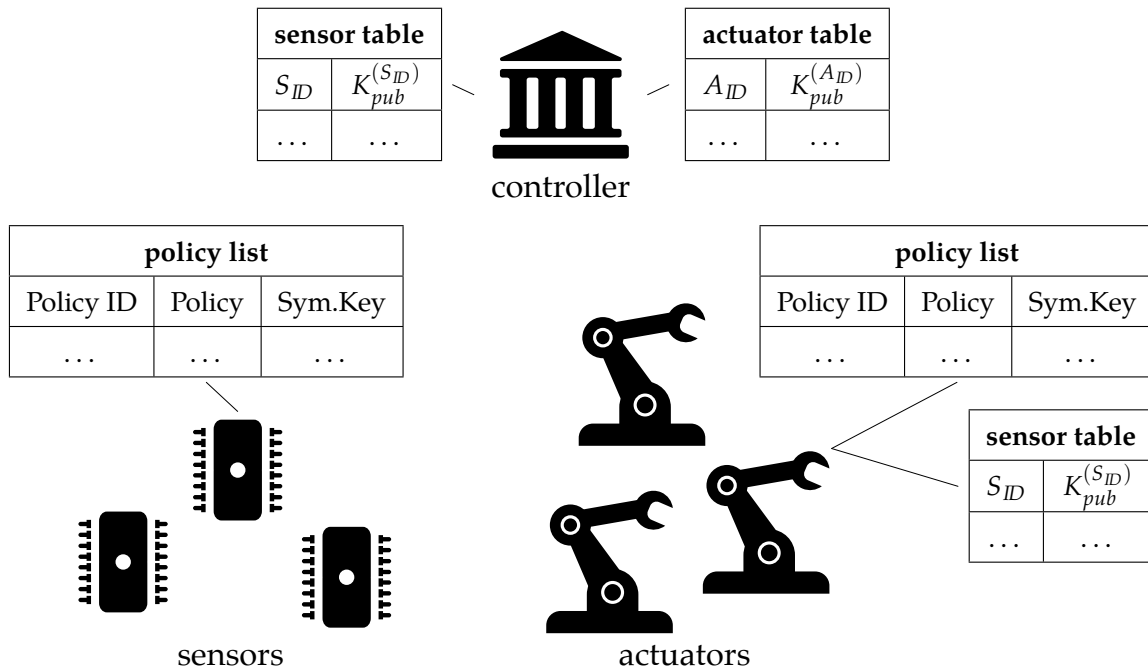 sensor table
S_ID K_pub^(S_ID)
... ...
actuator table
A_ID K_pub^(A_ID)
... ...
controller
policy list
Policy ID Policy Sym.Key
... ... ...
policy list
Policy ID Policy Sym.Key
... ... ...
sensor table
S_ID K_pub^(S_ID)
... ...
sensors
actuators